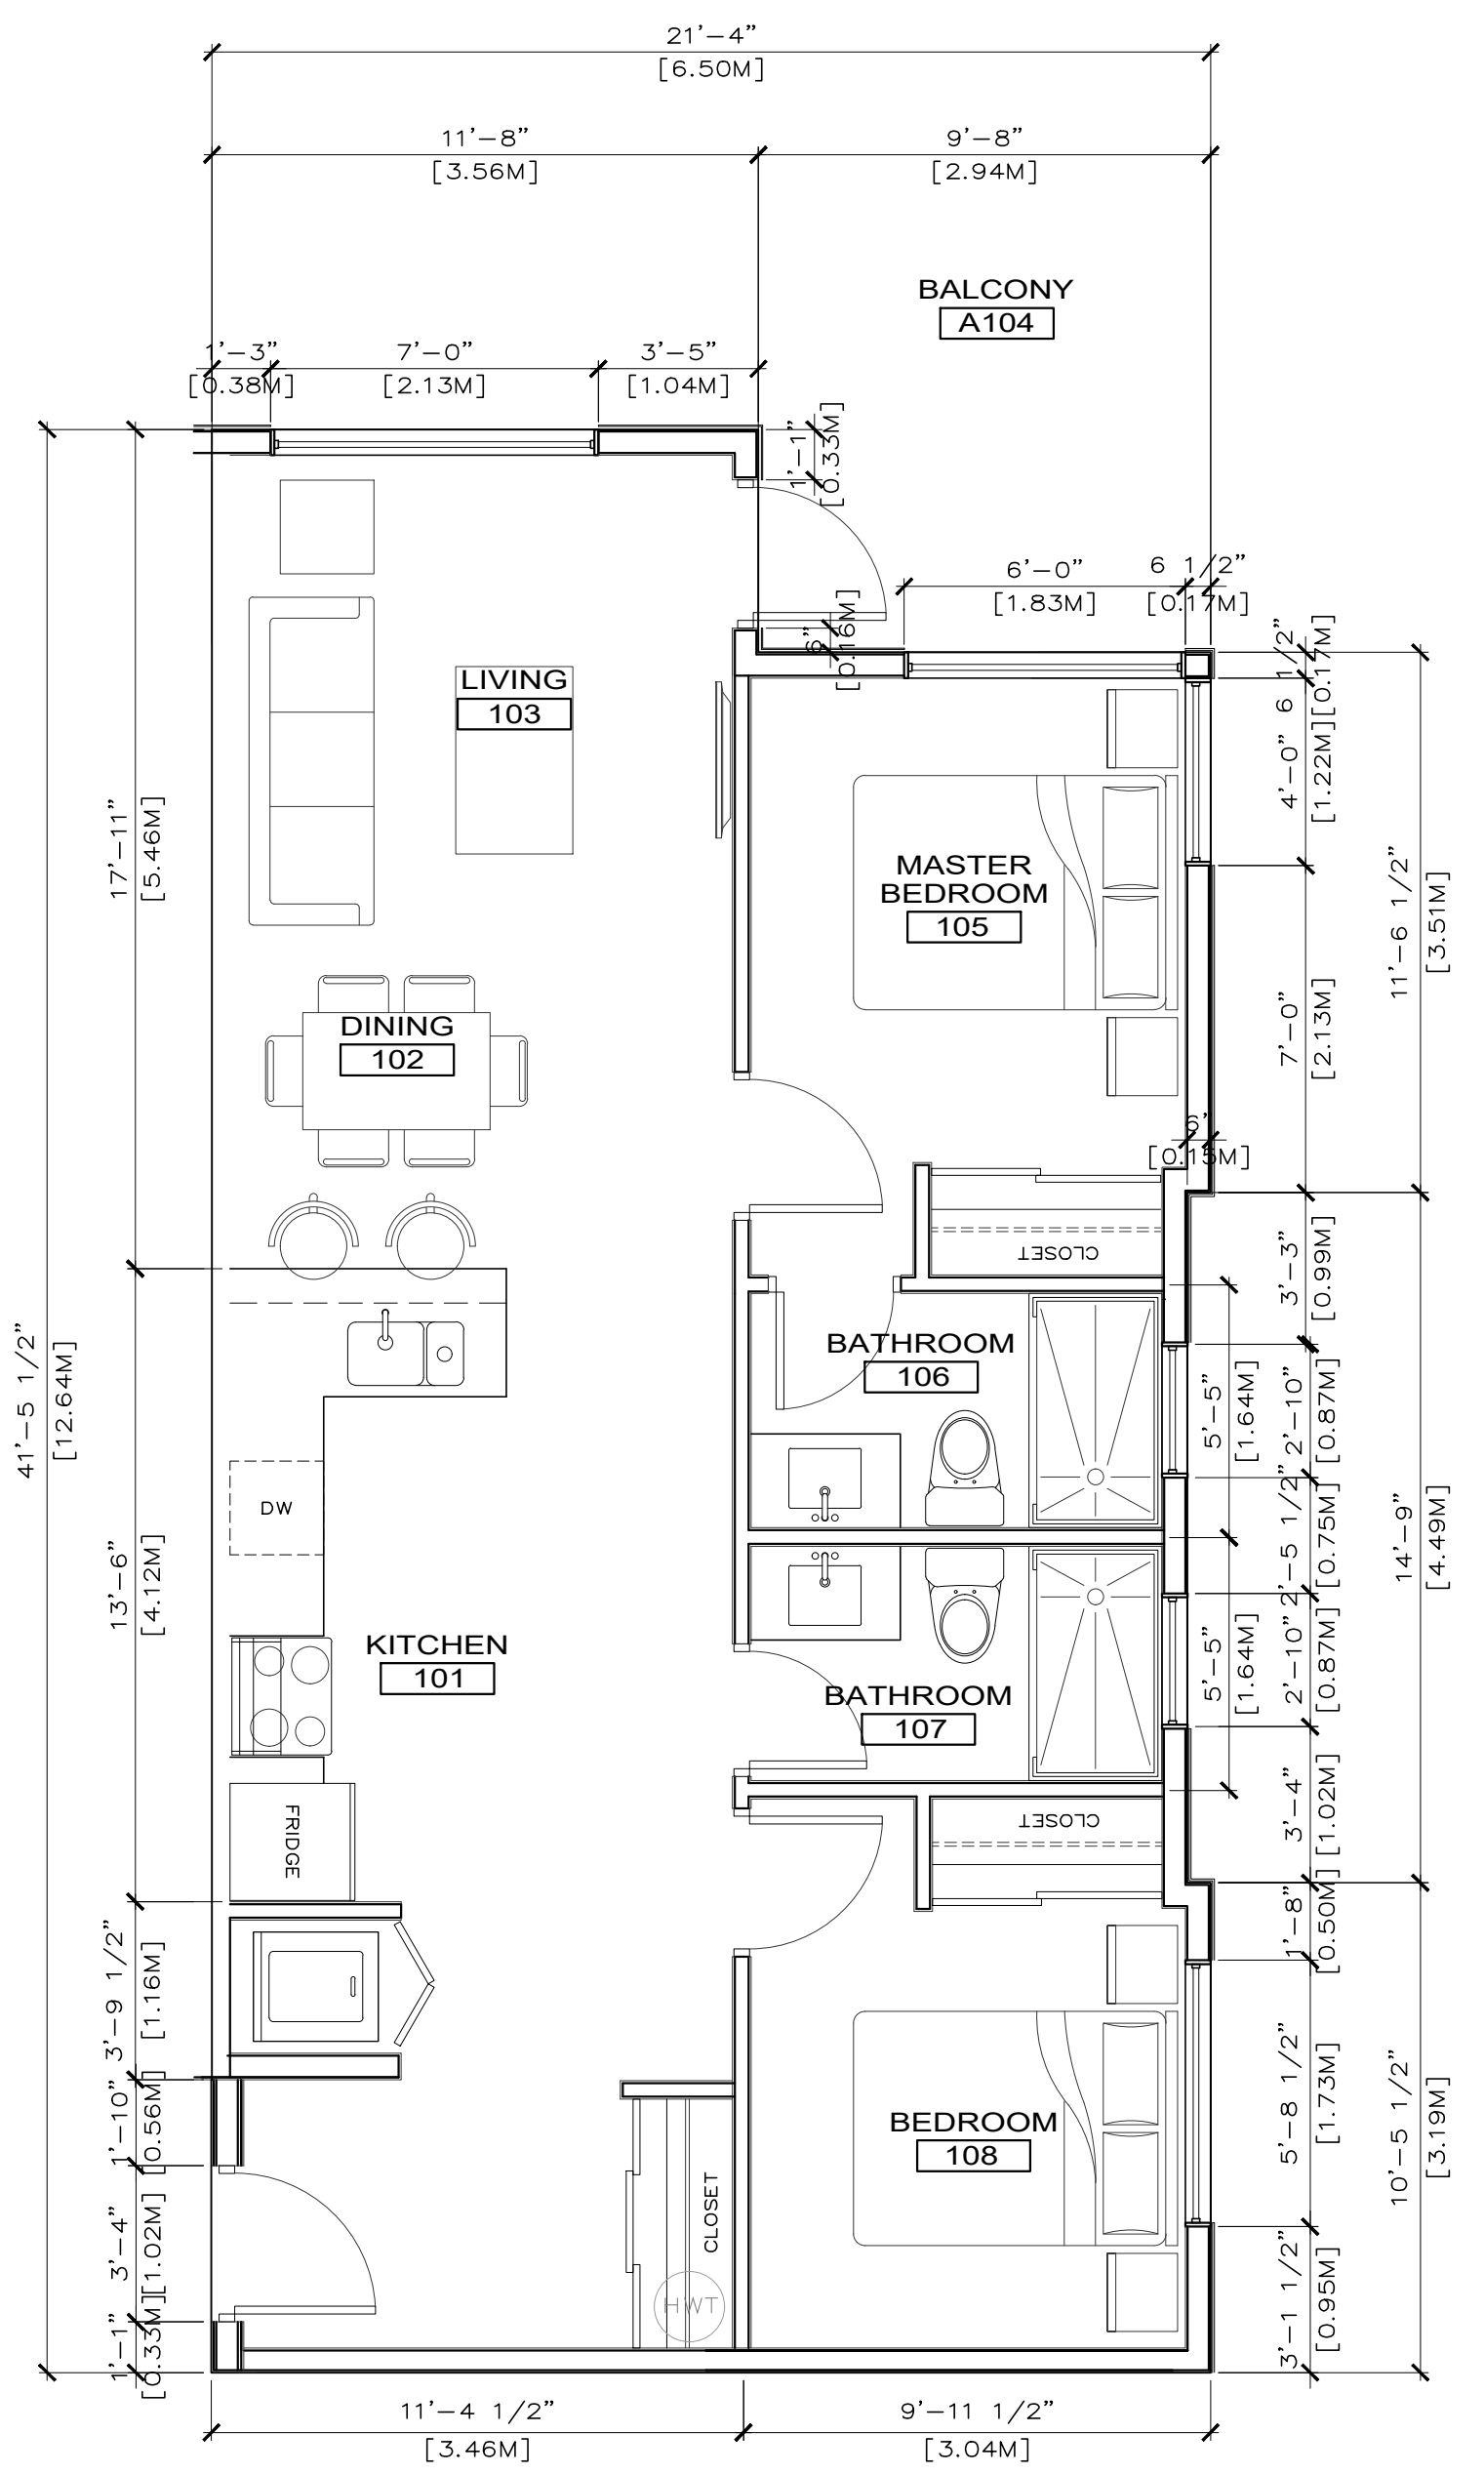 21'-4"
[6.50M]
11'-8"
[3.56M]
9'-8"
[2.94M]
BALCONY
A104
1'-3"
[0.38M]
7'-0"
[2.13M]
3'-5"
[1.04M]
1'-1"
[0.33M]
6'-0"
[1.83M]
6 1/2"
[0.17M]
6"
[0.16M]
6 1/2"
[0.17M]
4'-0"
[1.22M]
LIVING
103
17'-11"
[5.46M]
MASTER
BEDROOM
105
11'-6 1/2"
[3.51M]
7'-0"
[2.13M]
DINING
102
6'
[0.15M]
CLOSET
3'-3"
[0.99M]
41'-5 1/2"
[12.64M]
BATHROOM
106
5'-5"
[1.64M]
2'-10"
[0.87M]
DW
13'-6"
[4.12M]
2'-5 1/2"
[0.75M]
14'-9"
[4.49M]
KITCHEN
101
BATHROOM
107
5'-5"
[1.64M]
2'-10"
[0.87M]
FRIDGE
CLOSET
3'-4"
[1.02M]
1'-8"
[0.50M]
3'-9 1/2"
[1.16M]
1'-10"
[0.56M]
BEDROOM
108
5'-8 1/2"
[1.73M]
10'-5 1/2"
[3.19M]
CLOSET
3'-4"
[1.02M]
HWT
1'-1"
[0.33M]
3'-1 1/2"
[0.95M]
11'-4 1/2"
[3.46M]
9'-11 1/2"
[3.04M]